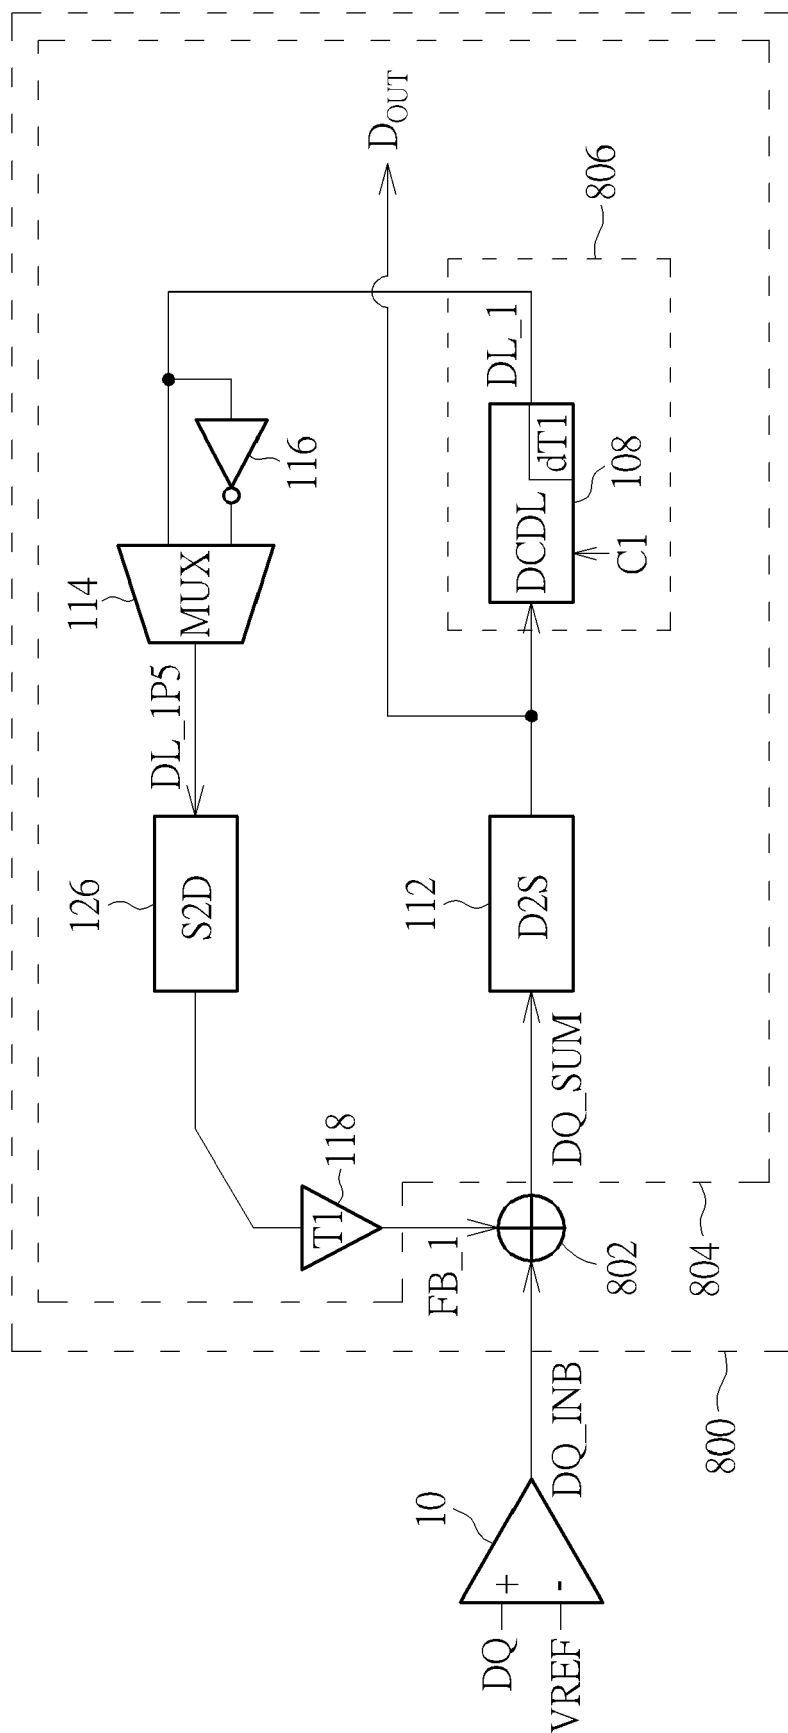 DQ
VREF
+
-
10
DQ_INB
800
804
802
FB_1
T1
118
DQ_SUM
S2D
126
D2S
112
DL_1P5
MUX
114
116
DCDL
dT1
108
C1
DL_1
806
DOUT